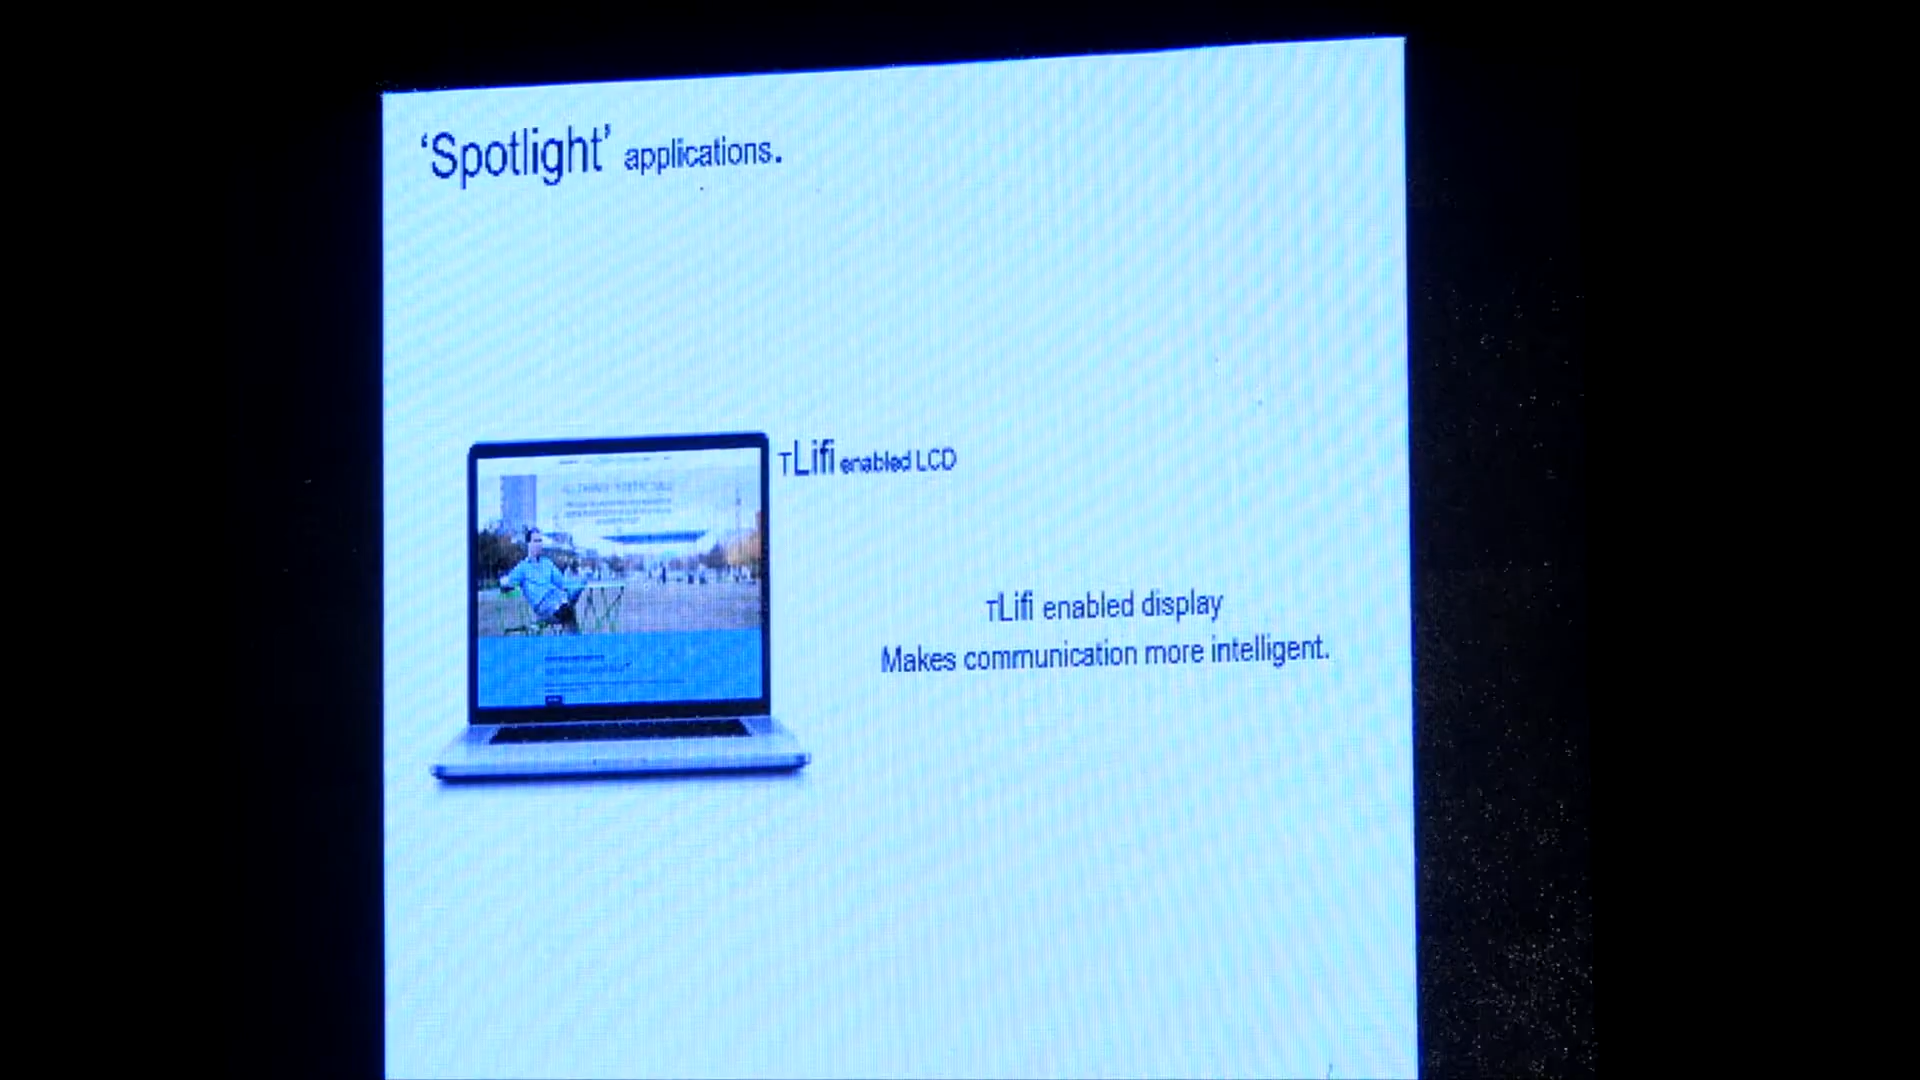 ‘Spotlight’ applications.
TLifi enabled LCD
TLifi enabled display
Makes communication more intelligent.